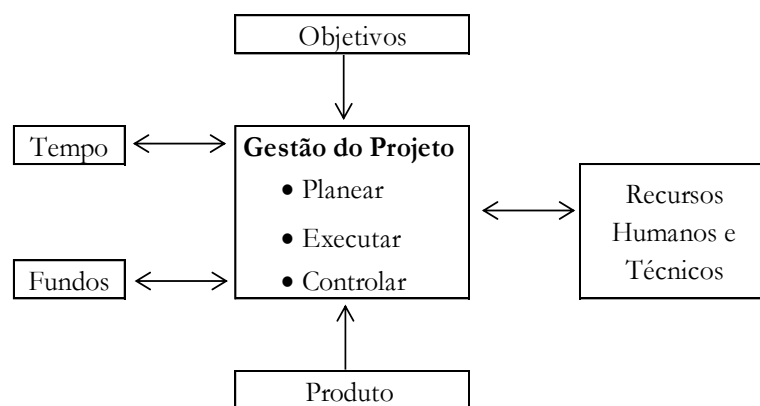 Objetivos
Tempo
Gestão do Projeto
• Planear
• Executar
• Controlar
Fundos
Recursos
Humanos e
Técnicos
Produto